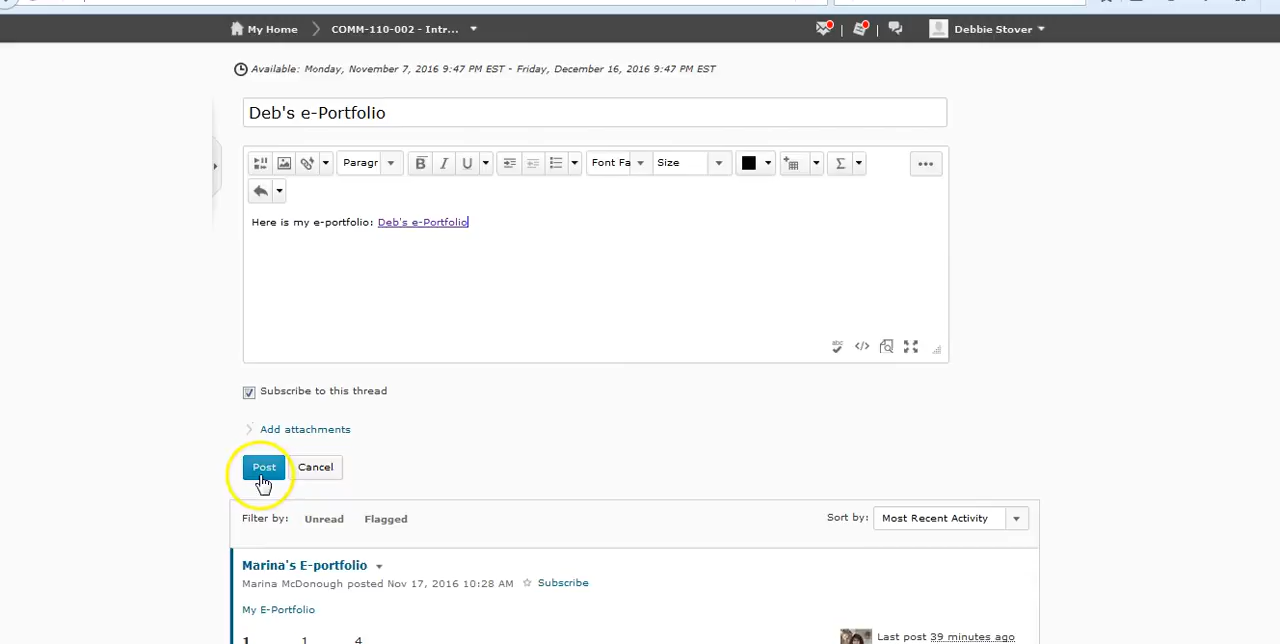 My Home COMM-110-002 - Intr... Debbie Stover
Available: Monday, November 7, 2016 9:47 PM EST - Friday, December 16, 2016 9:47 PM EST
Deb's e-Portfolio
Paragr B I U Font Fa Size Σ •••
Here is my e-portfolio: Deb's e-Portfolio
abc </>
Subscribe to this thread
Add attachments
Post Cancel
Filter by: Unread Flagged Sort by: Most Recent Activity
Marina's E-portfolio
Marina McDonough posted Nov 17, 2016 10:28 AM Subscribe
My E-Portfolio
1 1 4 Last post 39 minutes ago